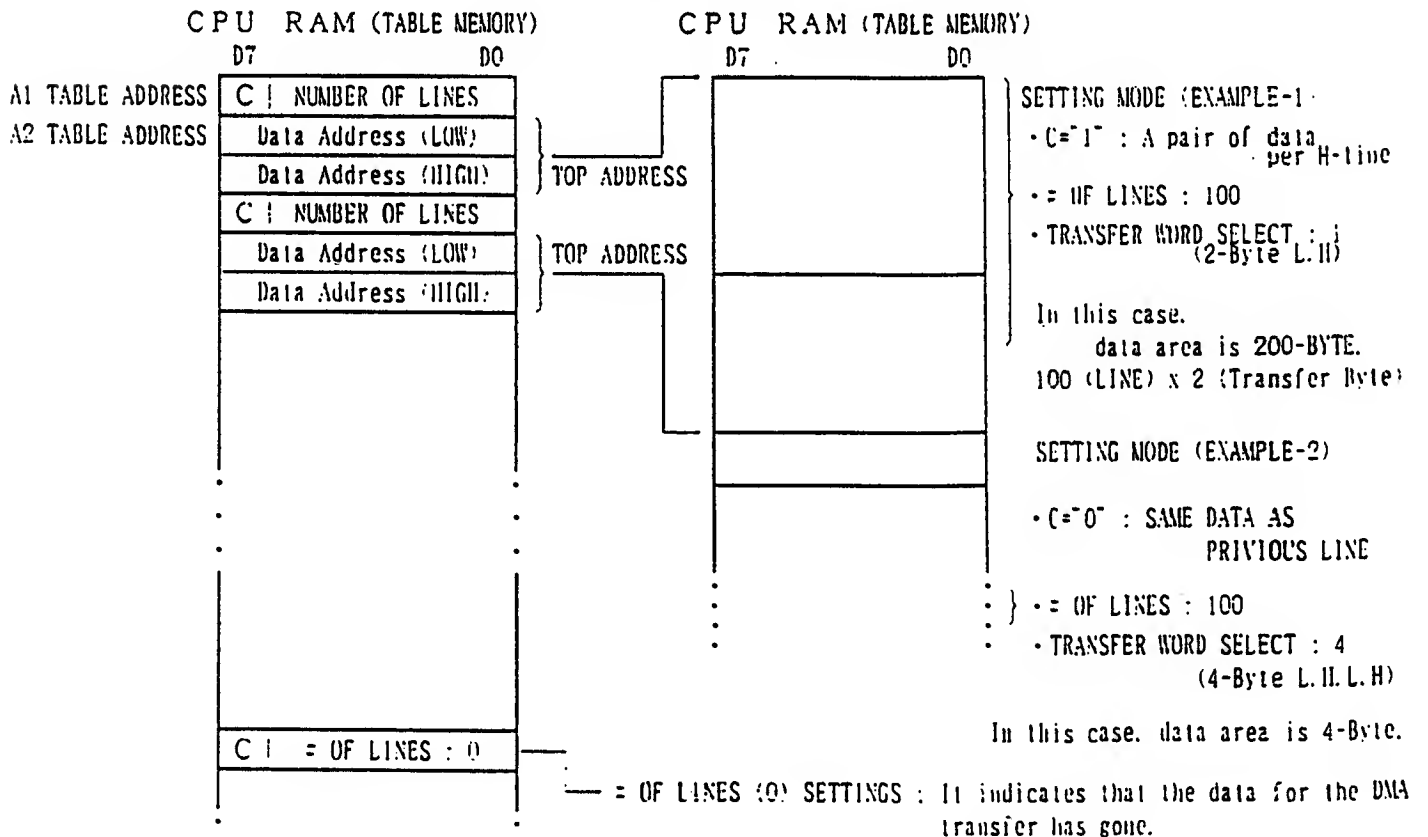 CPU RAM (TABLE MEMORY)
D7 D0
A1 TABLE ADDRESS
C NUMBER OF LINES
A2 TABLE ADDRESS
Data Address (LOW)
Data Address (HIGH)
TOP ADDRESS
C NUMBER OF LINES
Data Address (LOW)
Data Address (HIGH)
TOP ADDRESS
C = OF LINES : 0
CPU RAM (TABLE MEMORY)
D7 D0
SETTING MODE (EXAMPLE-1
・C="1" : A pair of data
per H-line
・= OF LINES : 100
・TRANSFER WORD SELECT :
(2-Byte L.H)
In this case.
data area is 200-BYTE.
100 (LINE) x 2 (Transfer Byte)
SETTING MODE (EXAMPLE-2)
・C="0" : SAME DATA AS
PRIVIOUS LINE
・= OF LINES : 100
・TRANSFER WORD SELECT : 4
(4-Byte L.H.L.H)
In this case. data area is 4-Byte.
= OF LINES (0) SETTINGS : It indicates that the data for the DMA
transfer has gone.